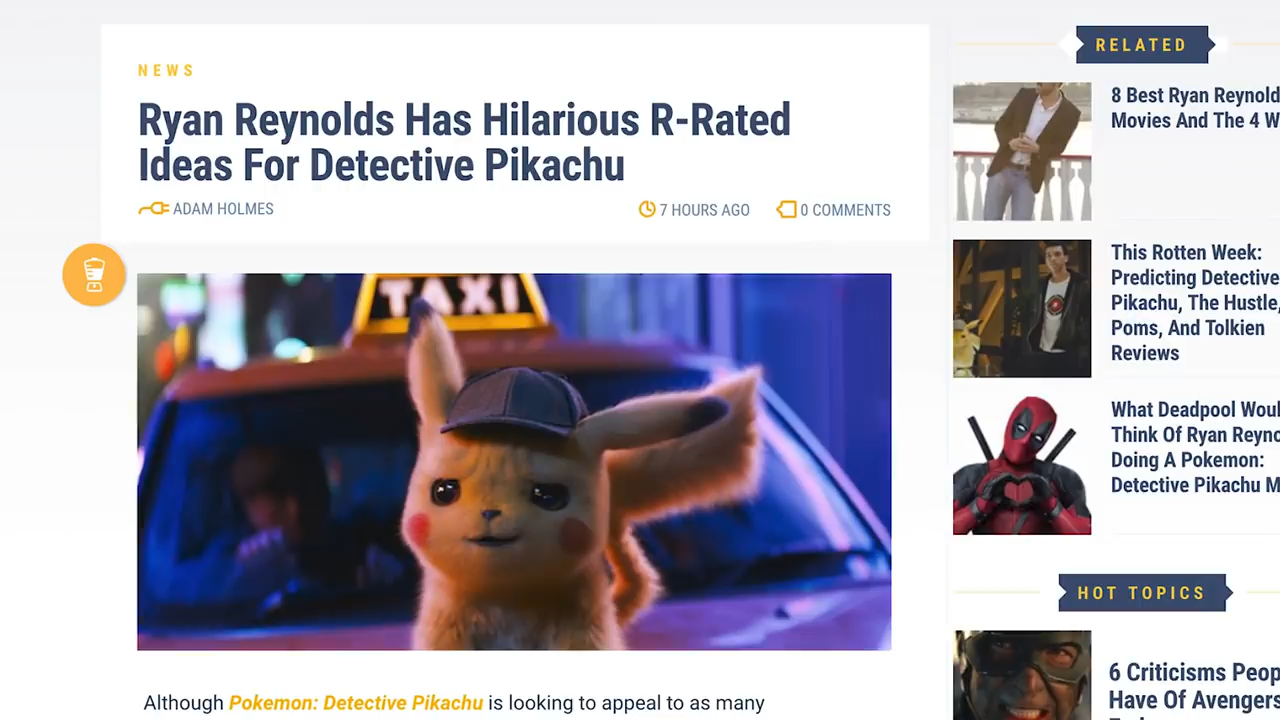 NEWS
Ryan Reynolds Has Hilarious R-Rated
Ideas For Detective Pikachu
ADAM HOLMES
7 HOURS AGO
0 COMMENTS
TAXI
Although Pokemon: Detective Pikachu is looking to appeal to as many
RELATED
8 Best Ryan Reynold
Movies And The 4 W
This Rotten Week:
Predicting Detective
Pikachu, The Hustle,
Poms, And Tolkien
Reviews
What Deadpool Woul
Think Of Ryan Reyno
Doing A Pokemon:
Detective Pikachu M
HOT TOPICS
6 Criticisms Peop
Have Of Avengers